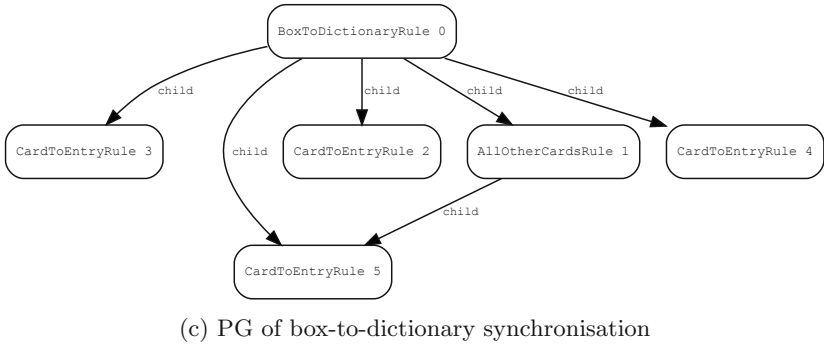 BoxToDictionaryRule 0
child
child
child
child
CardToEntryRule 3
child
CardToEntryRule 2
AllOtherCardsRule 1
CardToEntryRule 4
child
CardToEntryRule 5
(c) PG of box-to-dictionary synchronisation